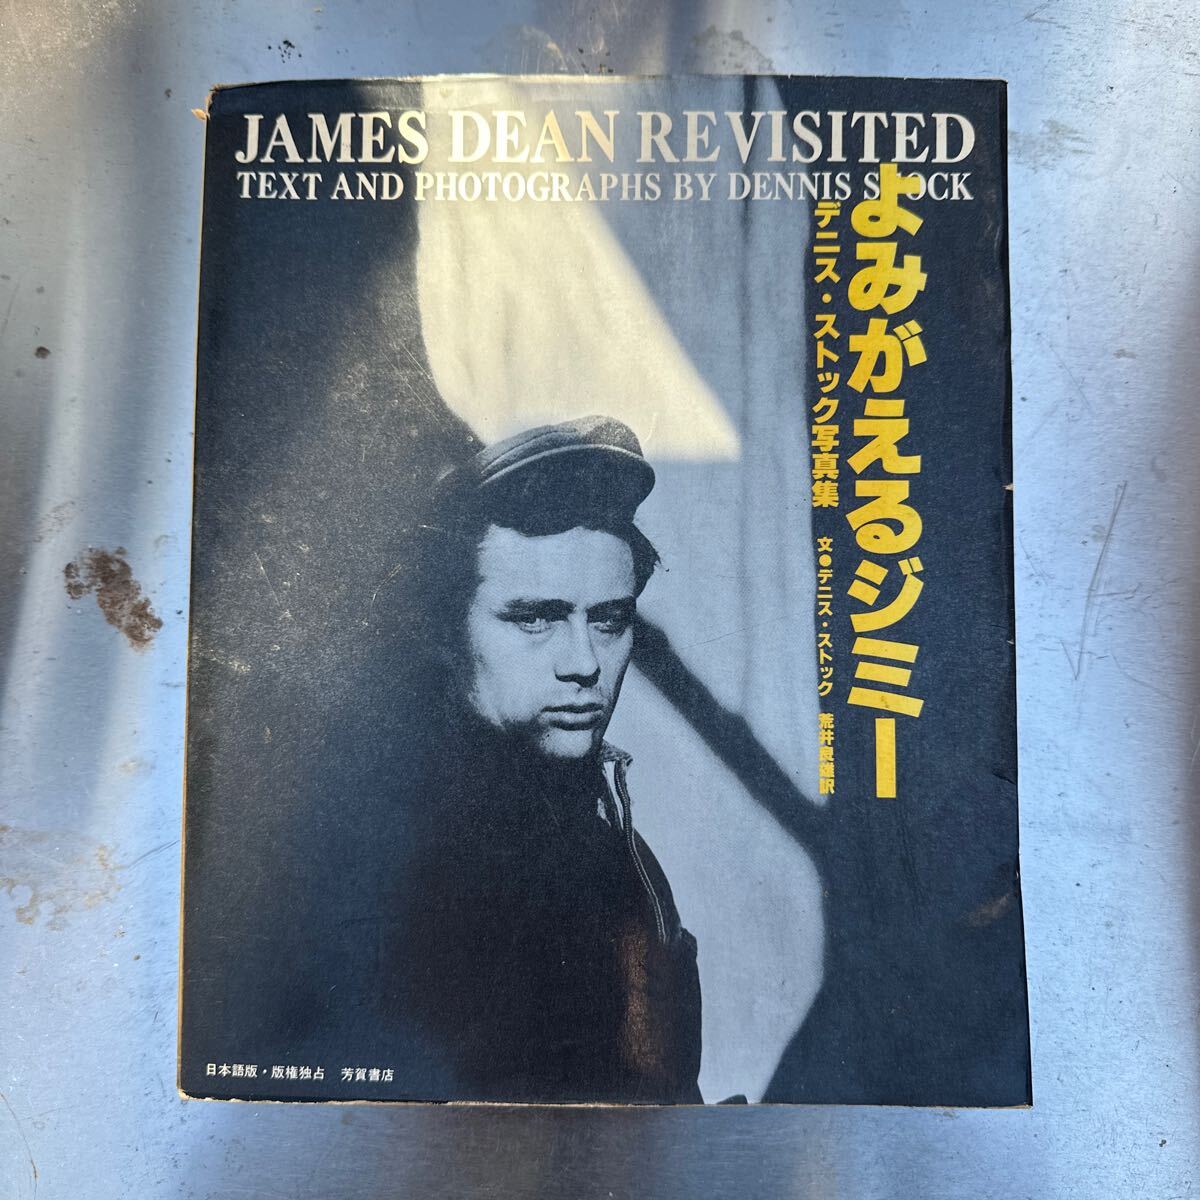 JAMES DEAN REVISITED
TEXT AND PHOTOGRAPHS BY DENNIS STOCK
よみがえるジミー
デニス・ストック写真集
文●デニス・ストック 荒井良雄訳
日本語版・版権独占 芳賀書店